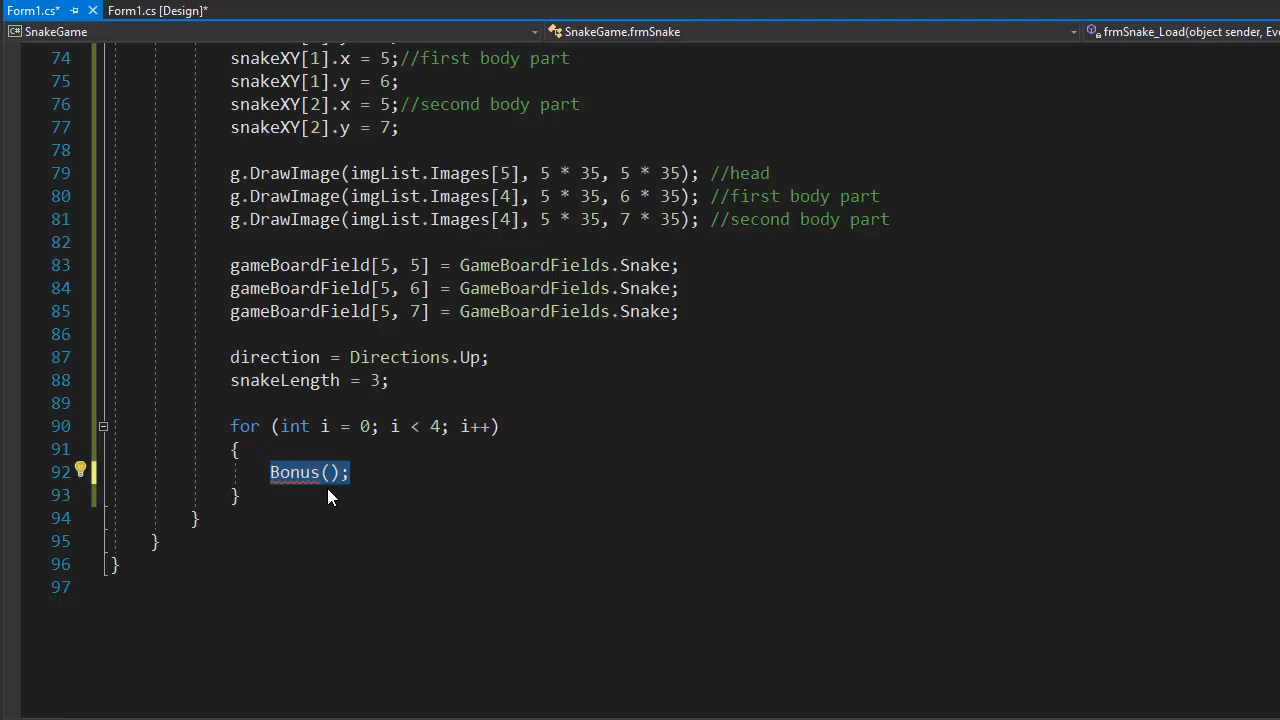 Form1.cs* Form1.cs [Design]*
C# SnakeGame SnakeGame.frmSnake frmSnake_Load(object sender, Eve
74 snakeXY[1].x = 5;//first body part
75 snakeXY[1].y = 6;
76 snakeXY[2].x = 5;//second body part
77 snakeXY[2].y = 7;
78
79 g.DrawImage(imgList.Images[5], 5 * 35, 5 * 35); //head
80 g.DrawImage(imgList.Images[4], 5 * 35, 6 * 35); //first body part
81 g.DrawImage(imgList.Images[4], 5 * 35, 7 * 35); //second body part
82
83 gameBoardField[5, 5] = GameBoardFields.Snake;
84 gameBoardField[5, 6] = GameBoardFields.Snake;
85 gameBoardField[5, 7] = GameBoardFields.Snake;
86
87 direction = Directions.Up;
88 snakeLength = 3;
89
90 for (int i = 0; i < 4; i++)
91 {
92 Bonus();
93 }
94 }
95 }
96 }
97